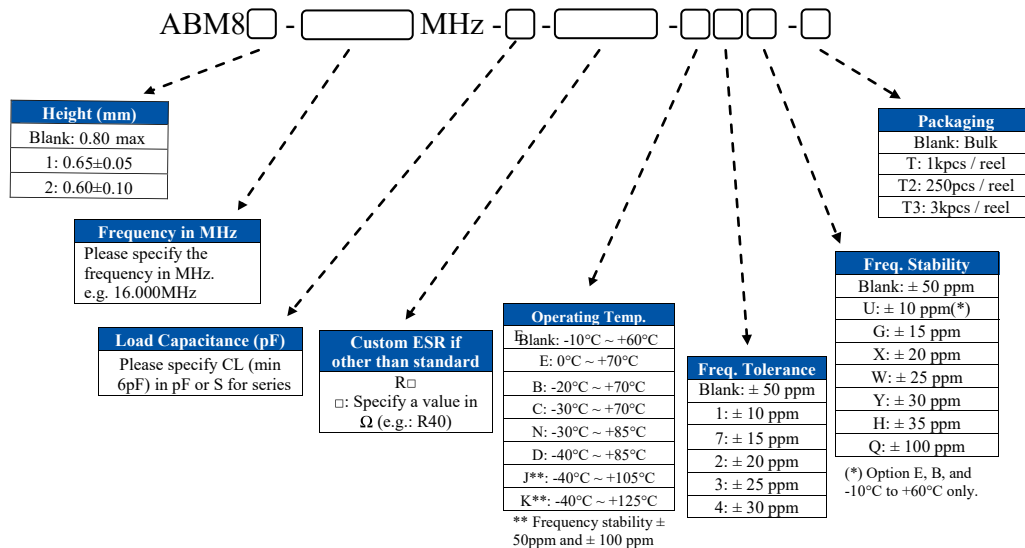 ABM8□ - □ MHz - □ - □ - □□□ - □
Height (mm)
Blank: 0.80 max
1: 0.65±0.05
2: 0.60±0.10
Packaging
Blank: Bulk
T: 1kpcs / reel
T2: 250pcs / reel
T3: 3kpcs / reel
Frequency in MHz
Please specify the
frequency in MHz.
e.g. 16.000MHz
Load Capacitance (pF)
Please specify CL (min
6pF) in pF or S for series
Custom ESR if
other than standard
R□
□: Specify a value in
Ω (e.g.: R40)
Operating Temp.
Blank: -10°C ~ +60°C
E: 0°C ~ +70°C
B: -20°C ~ +70°C
C: -30°C ~ +70°C
N: -30°C ~ +85°C
D: -40°C ~ +85°C
J**: -40°C ~ +105°C
K**: -40°C ~ +125°C
** Frequency stability ±
50ppm and ± 100 ppm
Freq. Tolerance
Blank: ± 50 ppm
1: ± 10 ppm
7: ± 15 ppm
2: ± 20 ppm
3: ± 25 ppm
4: ± 30 ppm
Freq. Stability
Blank: ± 50 ppm
U: ± 10 ppm(*)
G: ± 15 ppm
X: ± 20 ppm
W: ± 25 ppm
Y: ± 30 ppm
H: ± 35 ppm
Q: ± 100 ppm
(*) Option E, B, and
-10°C to +60°C only.